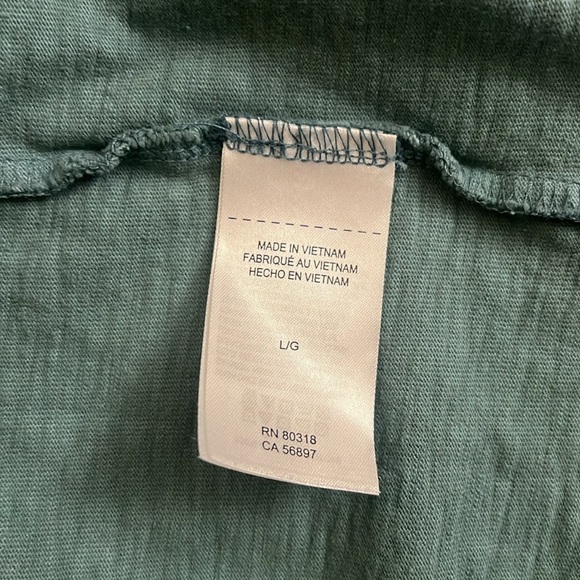 MADE IN VIETNAM
FABRIQUÉ AU VIETNAM
HECHO EN VIETNAM
L/G
RN 80318
CA 56897